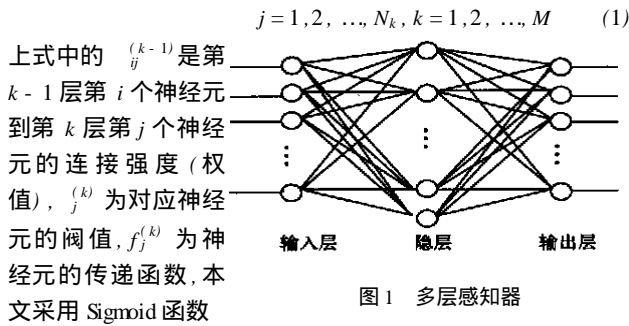 j = 1,2, …, N_k, k = 1,2, …, M (1)
上式中的 _{ij}^{(k-1)}是第
k - 1 层第 i 个神经元
到第 k 层第 j 个神经
元的连接强度(权
值), _{j}^{(k)} 为对应神经
元的阀值,f_j^{(k)} 为神
经元的传递函数,本
文采用 Sigmoid 函数
输入层 隐层 输出层
图 1 多层感知器